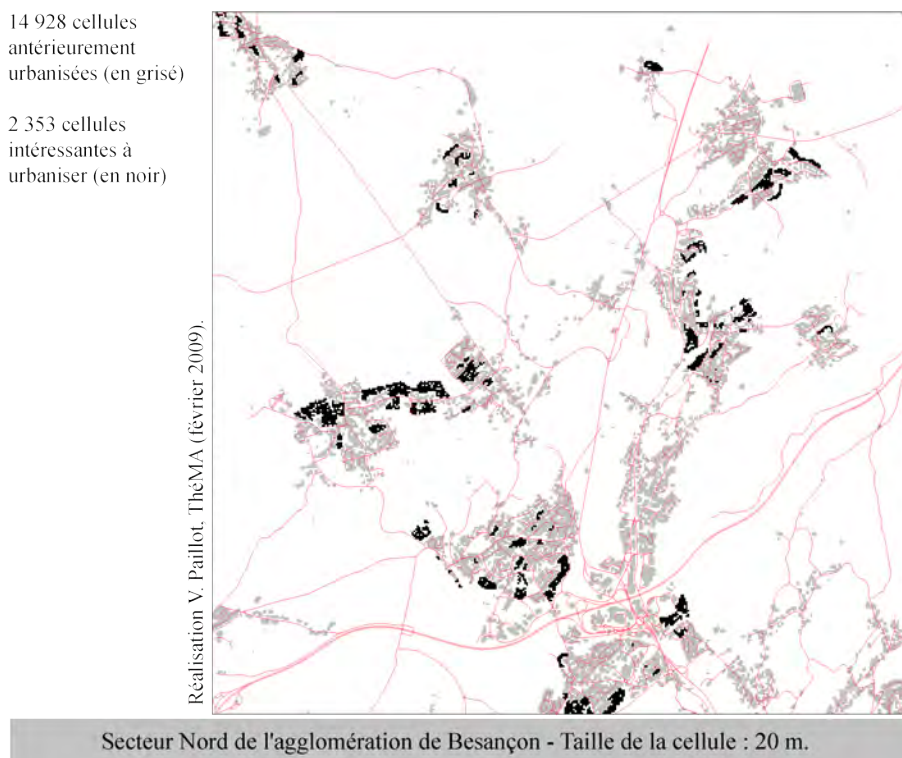 14 928 cellules
antérieurement
urbanisées (en grisé)
2 353 cellules
intéressantes à
urbaniser (en noir)
Réalisation V. Paillot, ThéMA (février 2009).
Secteur Nord de l'agglomération de Besançon - Taille de la cellule : 20 m.